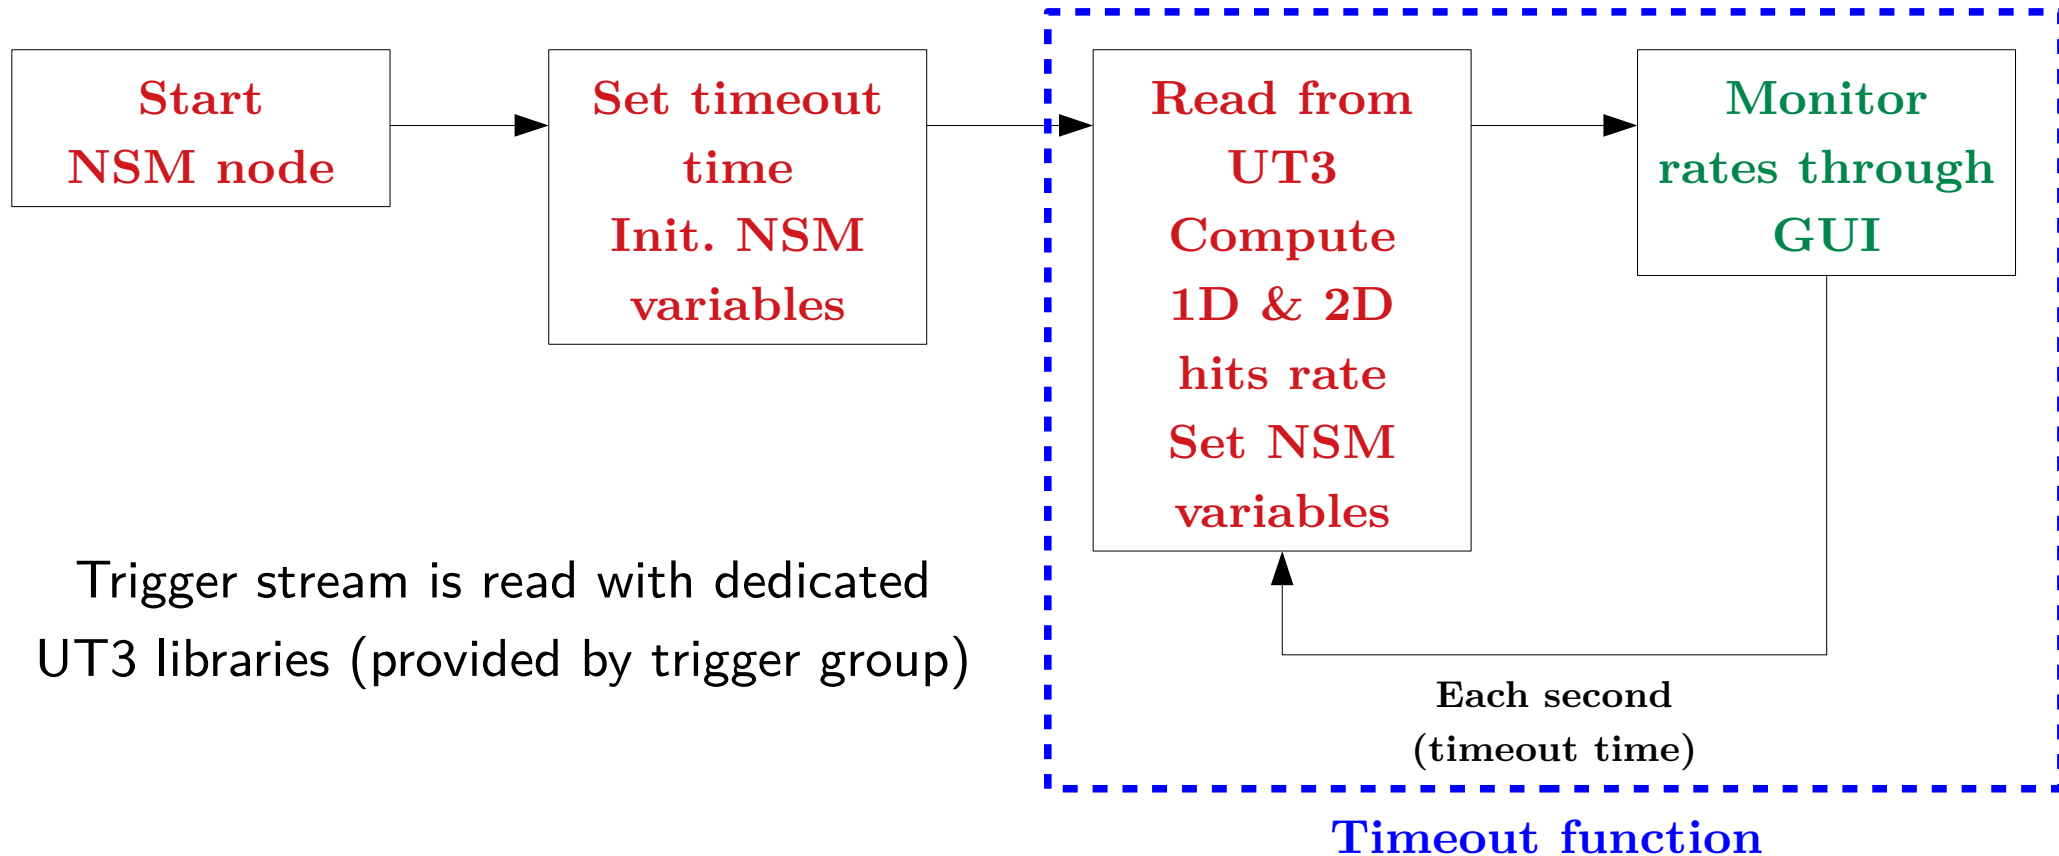 Start
NSM node
Set timeout
time
Init. NSM
variables
Read from
UT3
Compute
1D & 2D
hits rate
Set NSM
variables
Monitor
rates through
GUI
Trigger stream is read with dedicated
UT3 libraries (provided by trigger group)
Each second
(timeout time)
Timeout function